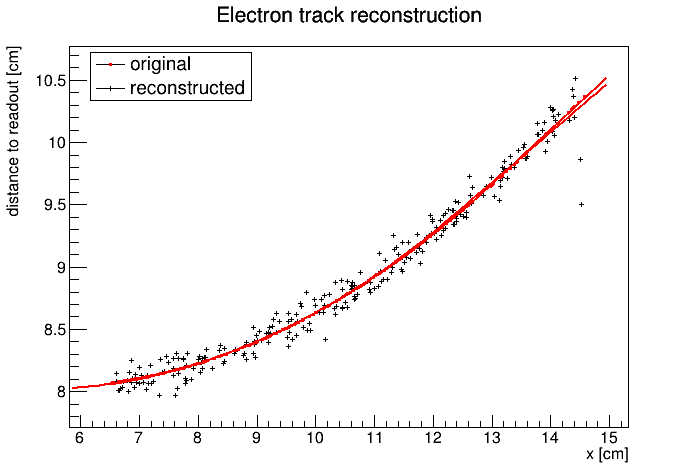 Electron track reconstruction
distance to readout [cm]
original
reconstructed
10.5
10
9.5
9
8.5
8
6 7 8 9 10 11 12 13 14 15
x [cm]